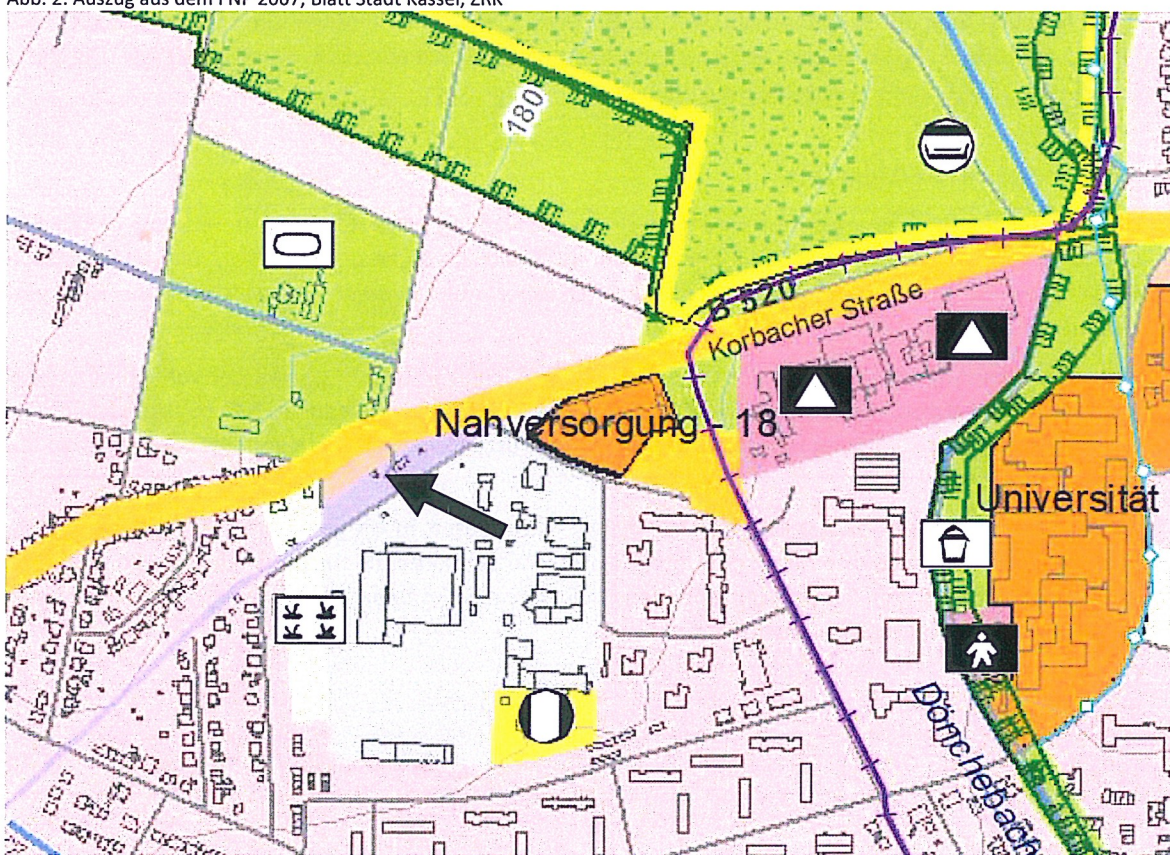 Abb. 2: Auszug aus dem FNP 2007, Blatt Stadt Kassel, ZRK
180
B 520
Korbacher Straße
Nahversorgung - 18
Universität
Dönchebach